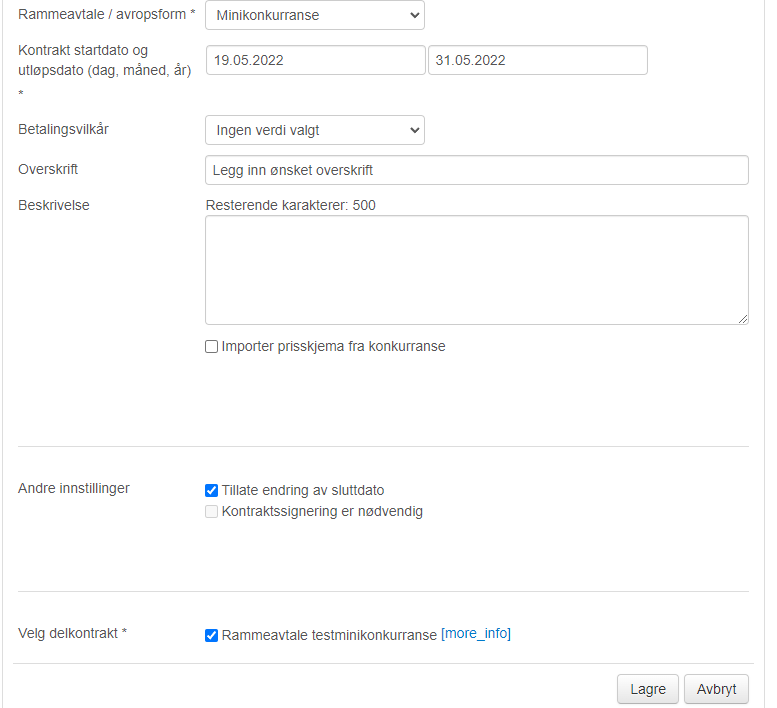 Rammeavtale / avropsform * Minikonkurranse
Kontrakt startdato og
utløpsdato (dag, måned, år)
*
19.05.2022 31.05.2022
Betalingsvilkår Ingen verdi valgt
Overskrift Legg inn ønsket overskrift
Beskrivelse Resterende karakterer: 500
Importer prisskjema fra konkurranse
Andre innstillinger Tillate endring av sluttdato
Kontraktssignering er nødvendig
Velg delkontrakt * Rammeavtale testminikonkurranse [more_info]
Lagre Avbryt